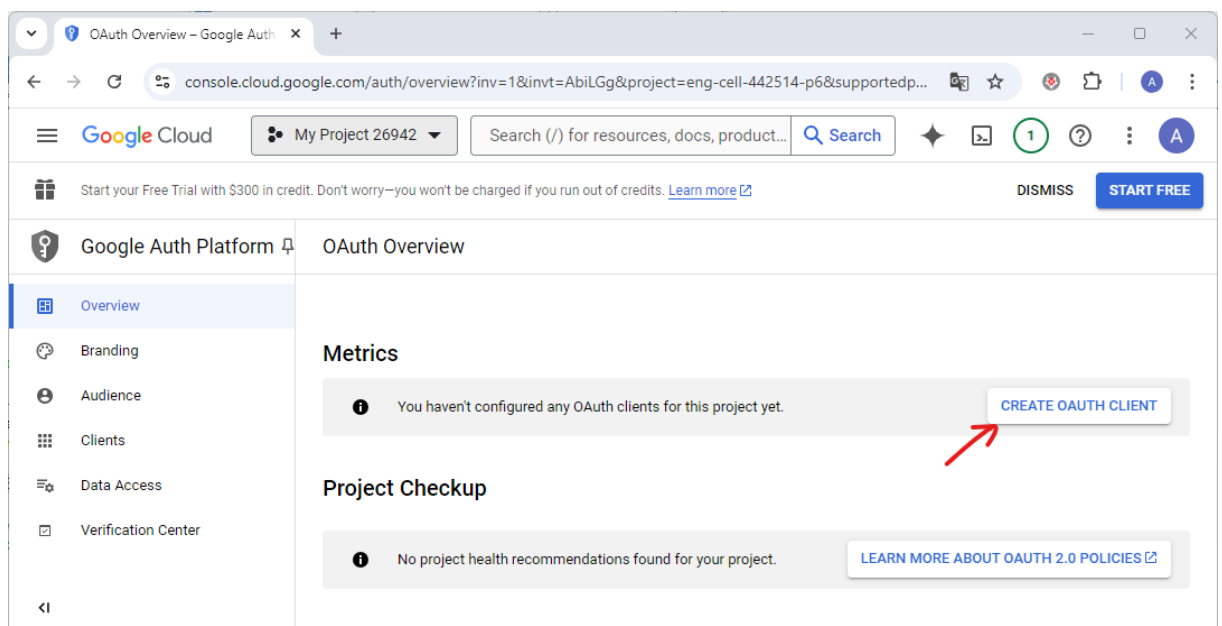 OAuth Overview – Google Auth
console.cloud.google.com/auth/overview?inv=1&invt=AbiLGg&project=eng-cell-442514-p6&supportedp...
A
Google Cloud
My Project 26942
Search (/) for resources, docs, product...
Search
1
A
Start your Free Trial with $300 in credit. Don't worry—you won't be charged if you run out of credits. Learn more
DISMISS
START FREE
Google Auth Platform
OAuth Overview
Overview
Branding
Audience
Clients
Data Access
Verification Center
Metrics
You haven't configured any OAuth clients for this project yet.
CREATE OAUTH CLIENT
Project Checkup
No project health recommendations found for your project.
LEARN MORE ABOUT OAUTH 2.0 POLICIES